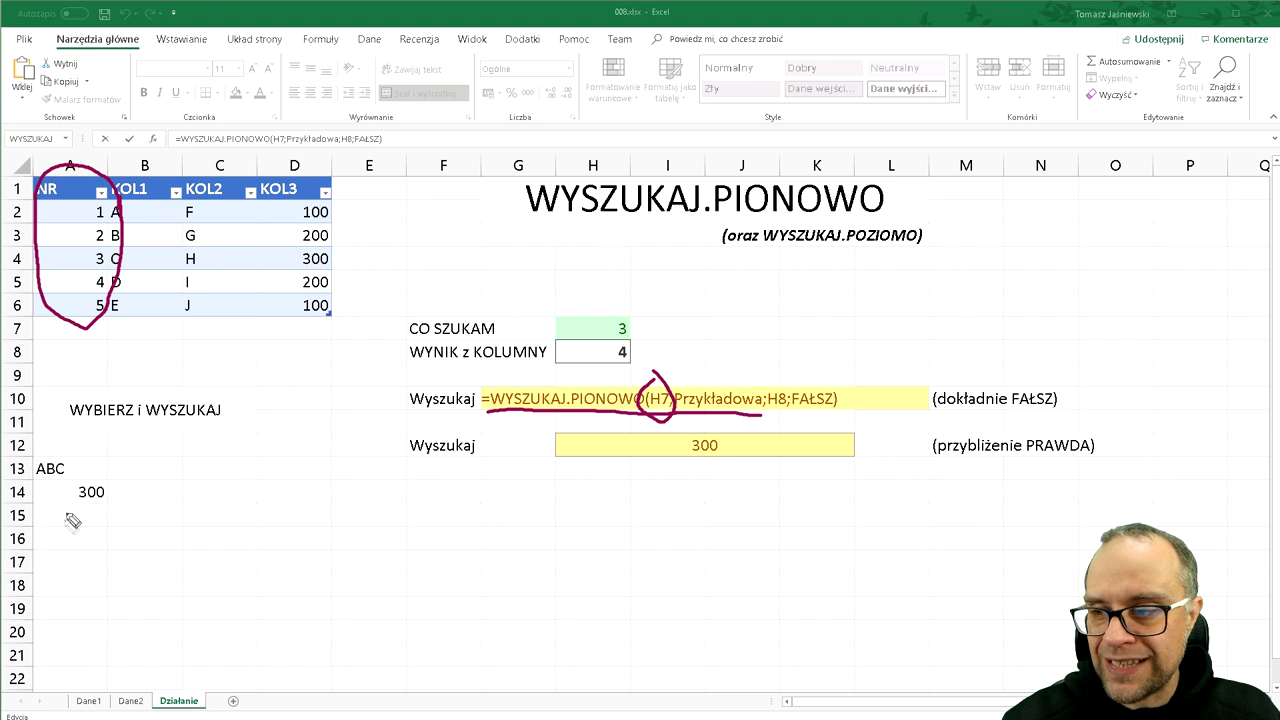 Autozapis
008.xlsx - Excel
Tomasz Jaśniewski
Plik Narzędzia główne Wstawianie Układ strony Formuły Dane Recenzja Widok Dodatki Pomoc Team Powiedz mi, co chcesz zrobić Udostępnij Komentarze
Wklej
Wytnij
Kopiuj
Malarz formatów
Schowek
11
B I U
Czcionka
Zawijaj tekst
Scal i wyśrodkuj
Wyrównanie
Ogólne
% 000
Liczba
Formatowanie warunkowe
Formatuj jako tabelę
Normalny Dobry Neutralny
Zły Dane wejści... Dane wyjści...
Style
Wstaw Usuń Formatuj
Komórki
Autosumowanie
Wypełnij
Wyczyść
Sortuj i filtruj
Znajdź i zaznacz
Edytowanie
WYSZUKAJ fx =WYSZUKAJ.PIONOWO(H7;Przykładowa;H8;FAŁSZ)
A B C D E F G H I J K L M N O P Q
1 NR KOL1 KOL2 KOL3 WYSZUKAJ.PIONOWO
2 1 A F 100
3 2 B G 200 (oraz WYSZUKAJ.POZIOMO)
4 3 C H 300
5 4 D I 200
6 5 E J 100
7 CO SZUKAM 3
8 WYNIK z KOLUMNY 4
9
10 WYBIERZ i WYSZUKAJ Wyszukaj =WYSZUKAJ.PIONOWO(H7;Przykładowa;H8;FAŁSZ) (dokładnie FAŁSZ)
11
12 Wyszukaj 300 (przybliżenie PRAWDA)
13 ABC
14 300
15
16
17
18
19
20
21
22
Dane1 Dane2 Działanie
Edycja